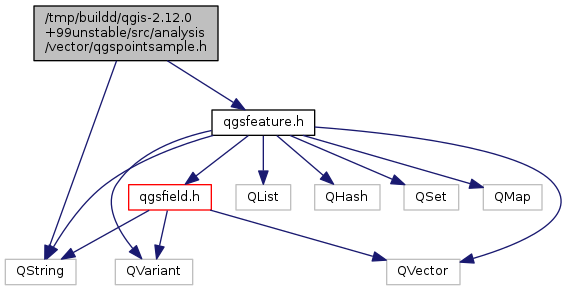 /tmp/buildd/qgis-2.12.0
+99unstable/src/analysis
/vector/qgspointsample.h
qgsfeature.h
qgsfield.h
QList
QHash
QSet
QMap
QString
QVariant
QVector